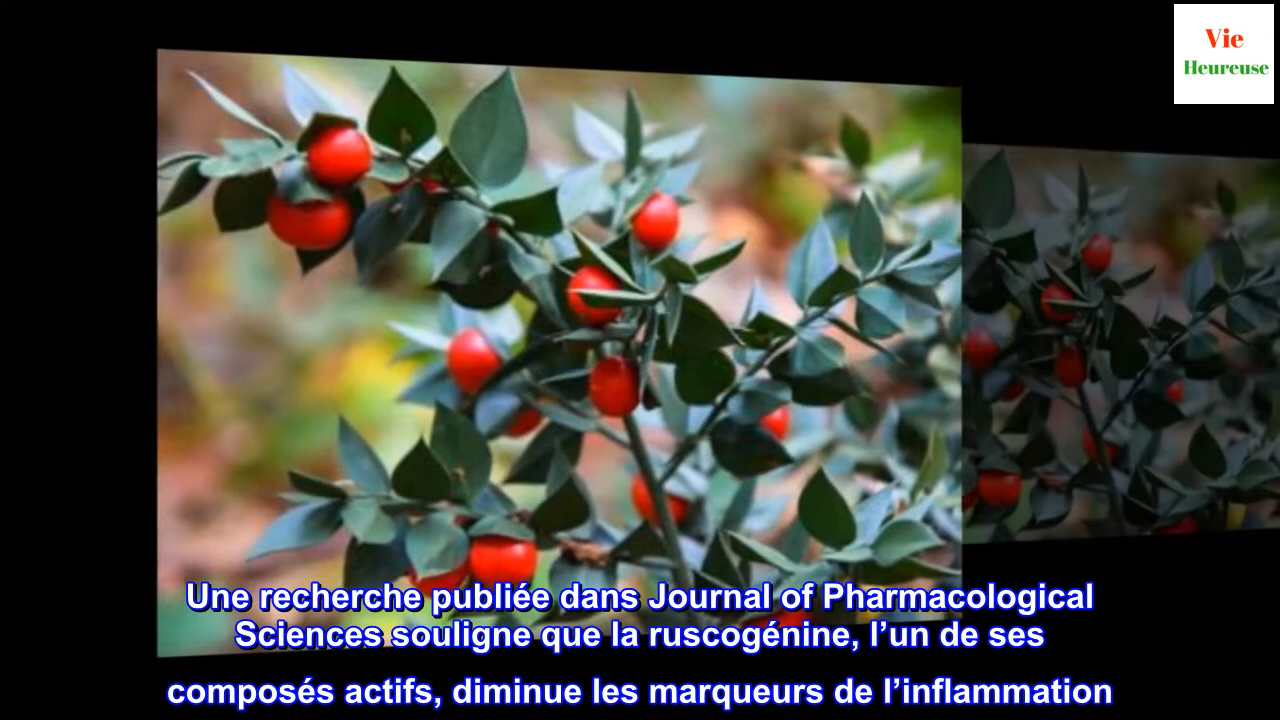 Vie
Heureuse
Une recherche publiée dans Journal of Pharmacological
Sciences souligne que la ruscogénine, l’un de ses
composés actifs, diminue les marqueurs de l’inflammation